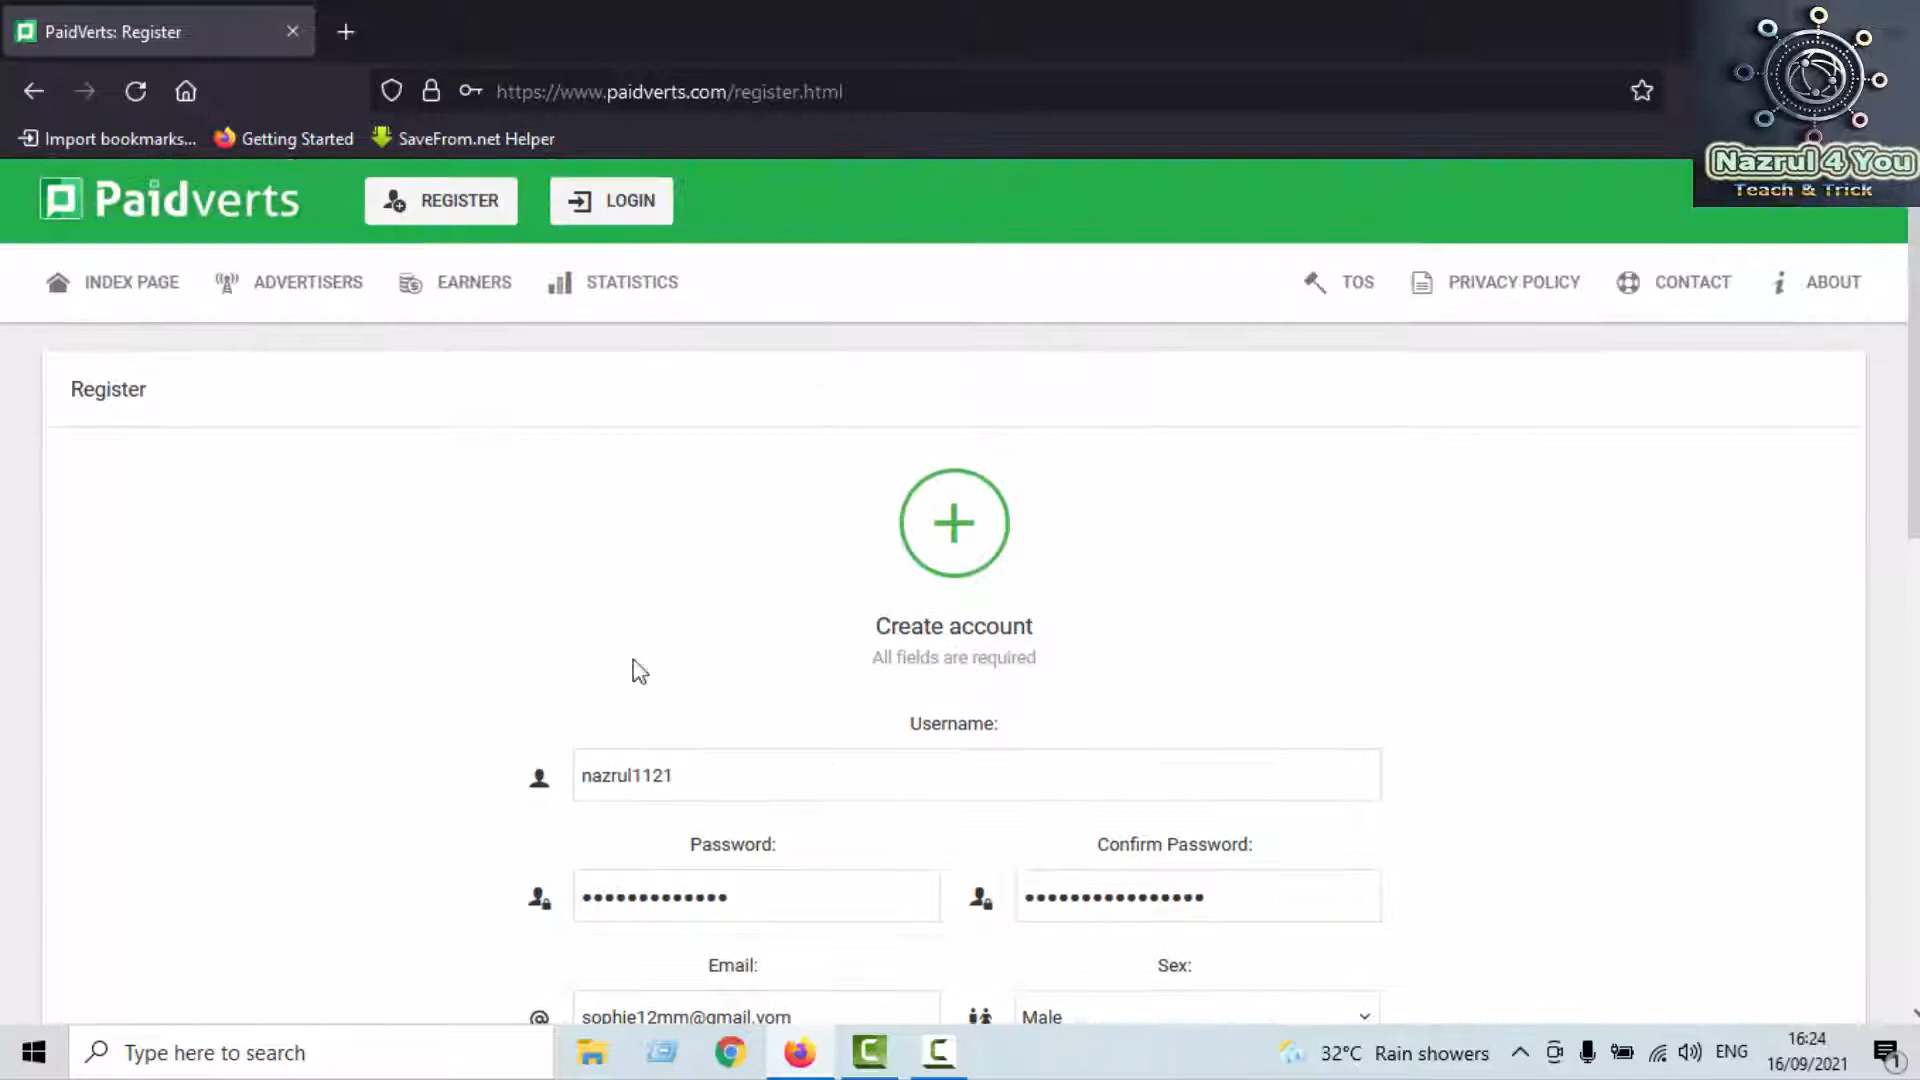 PaidVerts: Register
https://www.paidverts.com/register.html
Import bookmarks...
Getting Started
SaveFrom.net Helper
Nazrul 4 You
Teach & Trick
Paidverts
REGISTER
LOGIN
INDEX PAGE
ADVERTISERS
EARNERS
STATISTICS
TOS
PRIVACY POLICY
CONTACT
ABOUT
Register
Create account
All fields are required
Username:
nazrul1121
Password:
Confirm Password:
Email:
Sex:
sophie12mm@gmail.vom
Male
Type here to search
32°C Rain showers
ENG
16:24
16/09/2021
1